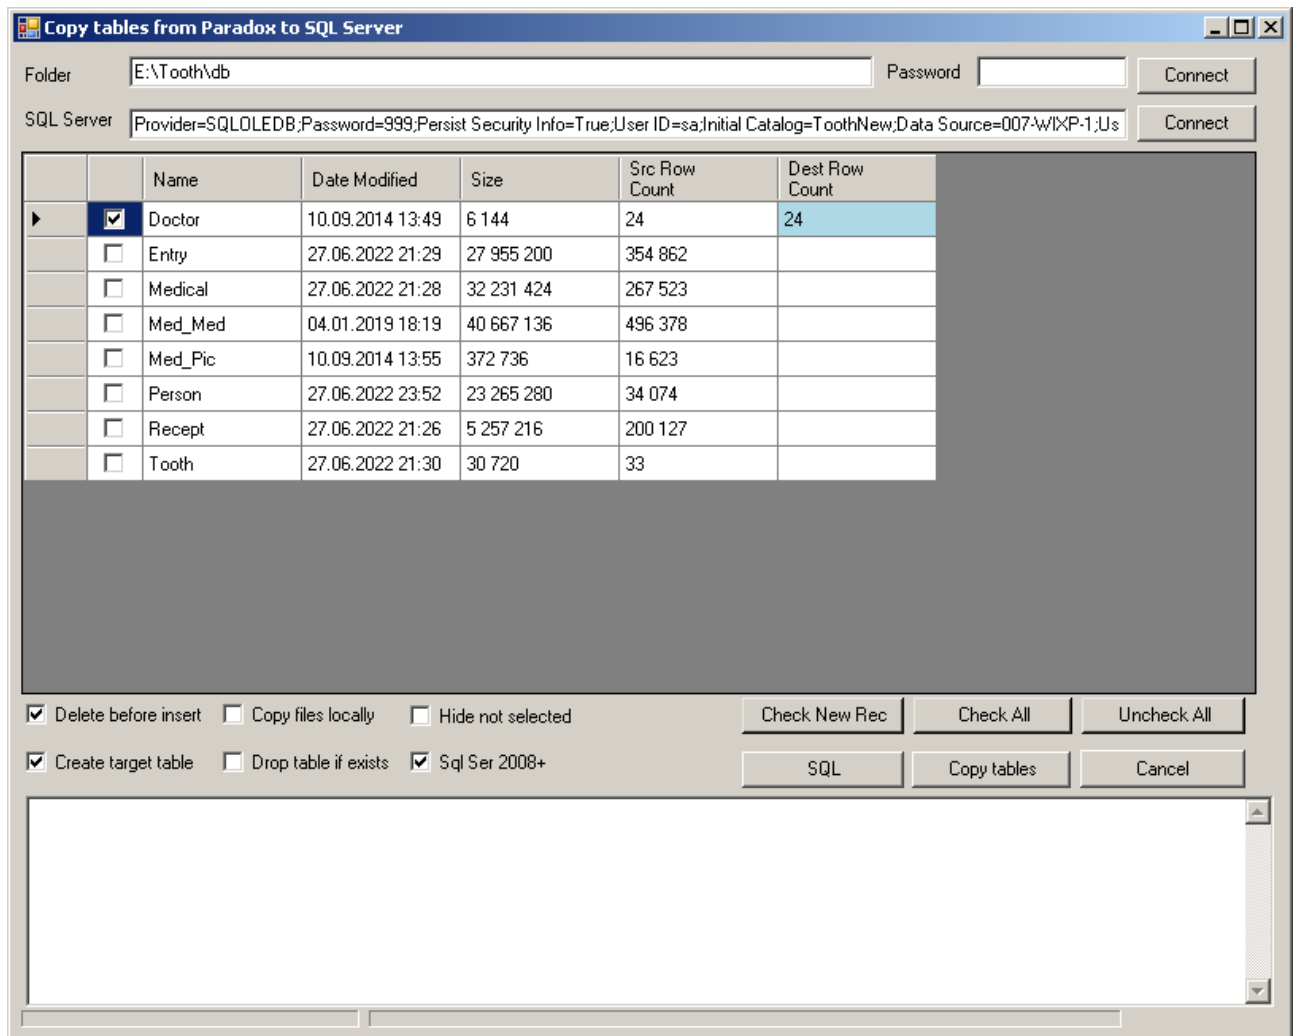 Copy tables from Paradox to SQL Server
Folder E:\Tooth\db Password Connect
SQL Server Provider=SQLOLEDB;Password=999;Persist Security Info=True;User ID=sa;Initial Catalog=ToothNew;Data Source=007-WIXP-1;Us Connect
Name Date Modified Size Src Row Count Dest Row Count
Doctor 10.09.2014 13:49 6 144 24 24
Entry 27.06.2022 21:29 27 955 200 354 862
Medical 27.06.2022 21:28 32 231 424 267 523
Med_Med 04.01.2019 18:19 40 667 136 496 378
Med_Pic 10.09.2014 13:55 372 736 16 623
Person 27.06.2022 23:52 23 265 280 34 074
Recept 27.06.2022 21:26 5 257 216 200 127
Tooth 27.06.2022 21:30 30 720 33
Delete before insert Copy files locally Hide not selected Check New Rec Check All Uncheck All
Create target table Drop table if exists Sql Ser 2008+ SQL Copy tables Cancel